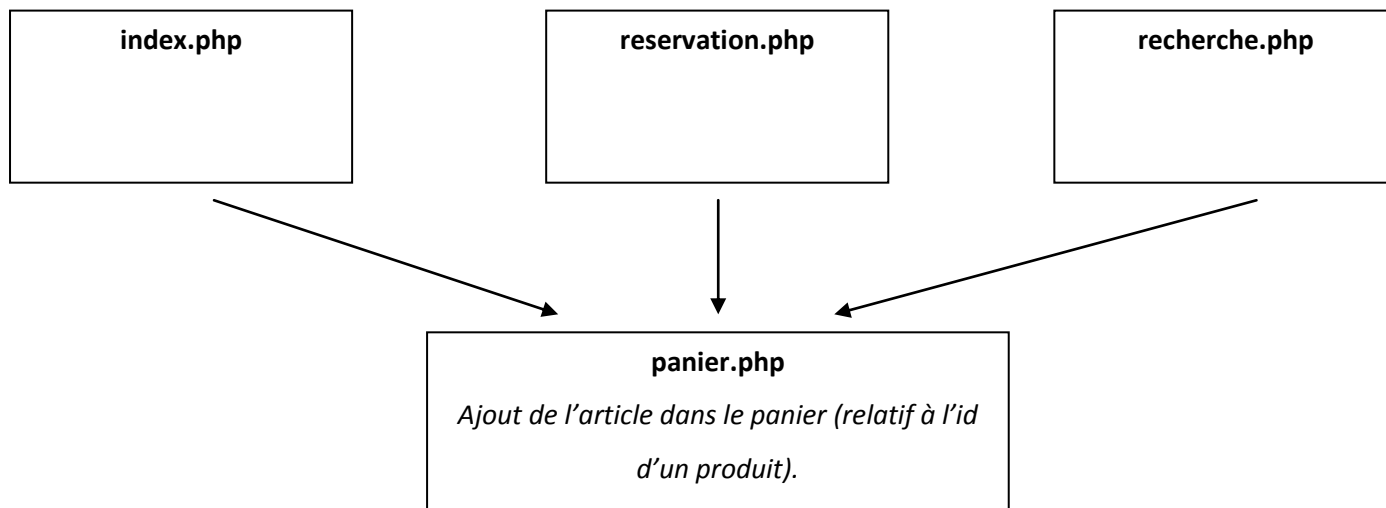 index.php
reservation.php
recherche.php
panier.php
Ajout de l’article dans le panier (relatif à l’id
d’un produit).